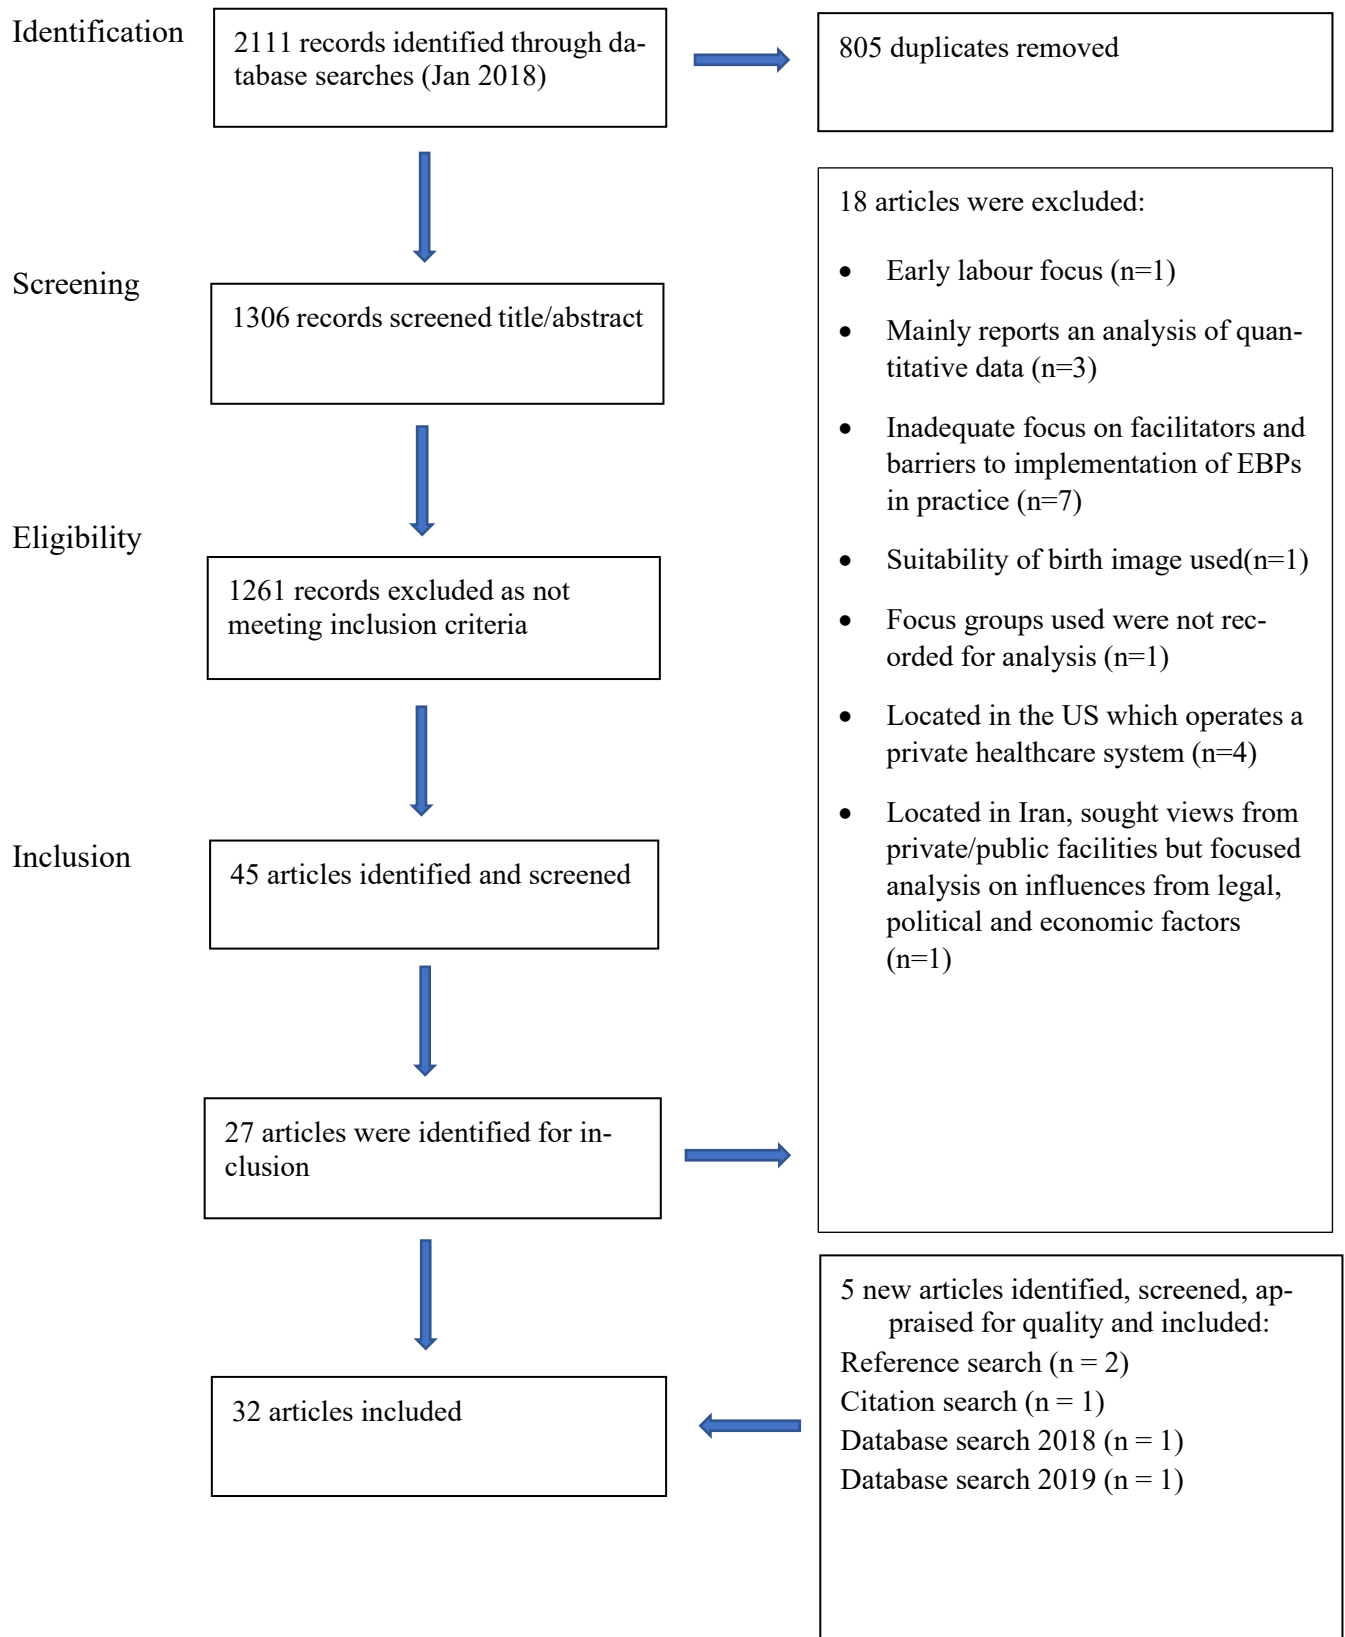 Identification
2111 records identified through da-
tabase searches (Jan 2018)
805 duplicates removed
Screening
1306 records screened title/abstract
18 articles were excluded:
• Early labour focus (n=1)
• Mainly reports an analysis of quan-
titative data (n=3)
• Inadequate focus on facilitators and
barriers to implementation of EBPs
in practice (n=7)
• Suitability of birth image used(n=1)
• Focus groups used were not rec-
orded for analysis (n=1)
• Located in the US which operates a
private healthcare system (n=4)
• Located in Iran, sought views from
private/public facilities but focused
analysis on influences from legal,
political and economic factors
(n=1)
Eligibility
1261 records excluded as not
meeting inclusion criteria
Inclusion
45 articles identified and screened
27 articles were identified for in-
clusion
5 new articles identified, screened, ap-
praised for quality and included:
Reference search (n = 2)
Citation search (n = 1)
Database search 2018 (n = 1)
Database search 2019 (n = 1)
32 articles included